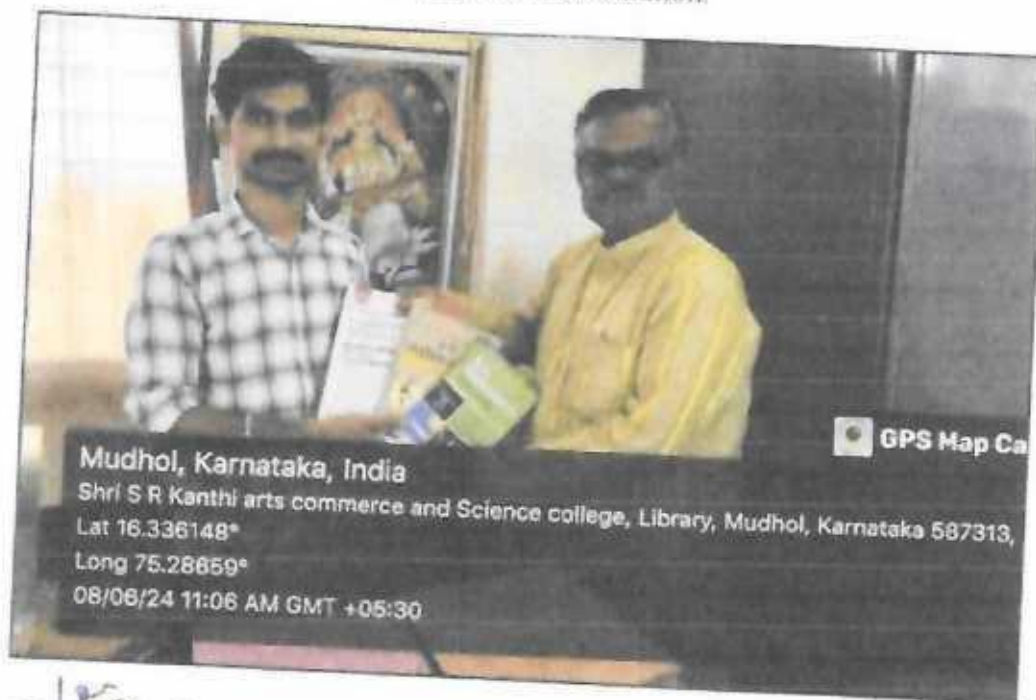 GPS Map Ca
Mudhol, Karnataka, India
Shri S R Kanthi arts commerce and Science college, Library, Mudhol, Karnataka 587313,
Lat 16.336148°
Long 75.28659°
08/06/24 11:06 AM GMT +05:30